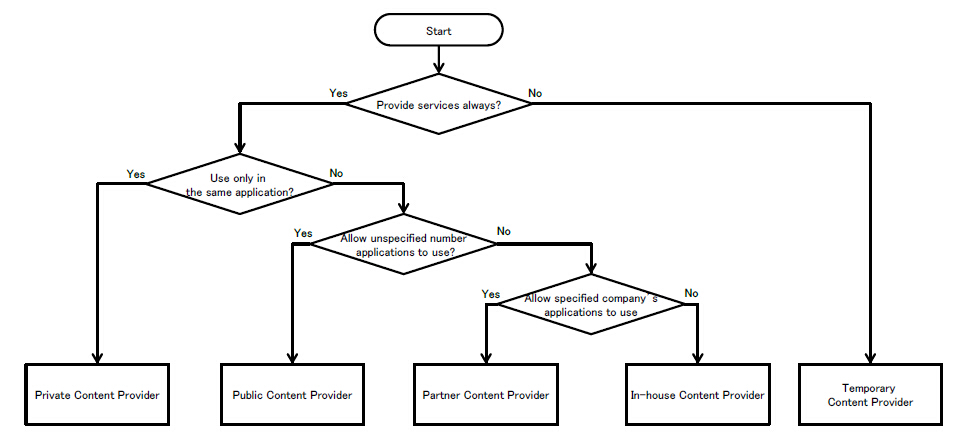 Start
Provide services always?
Yes
No
Use only in
the same application?
Yes
No
Allow unspecified number
applications to use?
Yes
No
Allow specified company´s
applications to use
Yes
No
Private Content Provider
Public Content Provider
Partner Content Provider
In-house Content Provider
Temporary
Content Provider